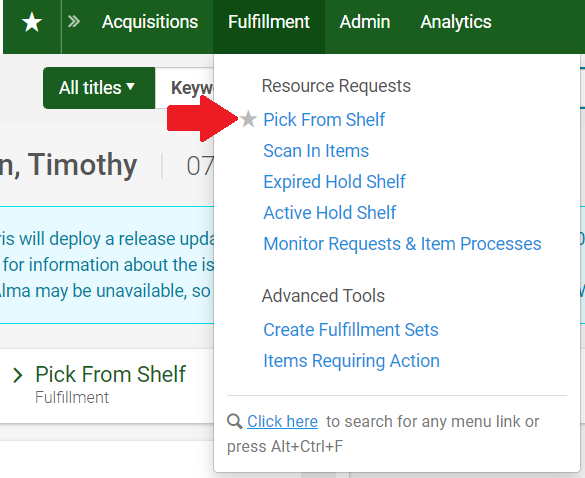 Acquisitions Fulfillment Admin Analytics
All titles
Resource Requests
Pick From Shelf
Scan In Items
Expired Hold Shelf
Active Hold Shelf
Monitor Requests & Item Processes
Advanced Tools
Create Fulfillment Sets
Items Requiring Action
Click here to search for any menu link or
press Alt+Ctrl+F
n, Timothy 07
ris will deploy a release upda
for information about the is
Alma may be unavailable, so
Pick From Shelf
Fulfillment